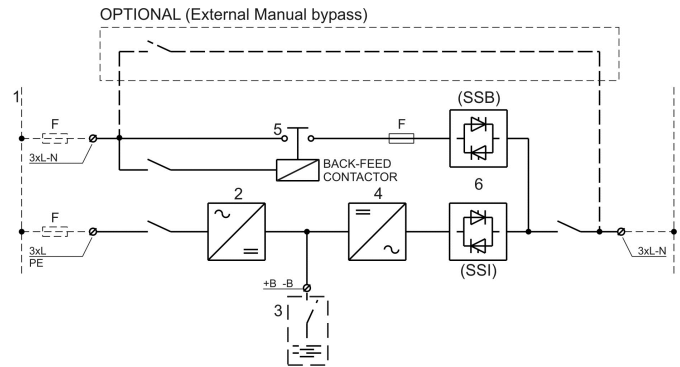 OPTIONAL (External Manual bypass)
1
F
3xL-N
5
F
(SSB)
BACK-FEED
CONTACTOR
2
4
6
F
3xL
PE
(SSI)
3xL-N
+B -B
3